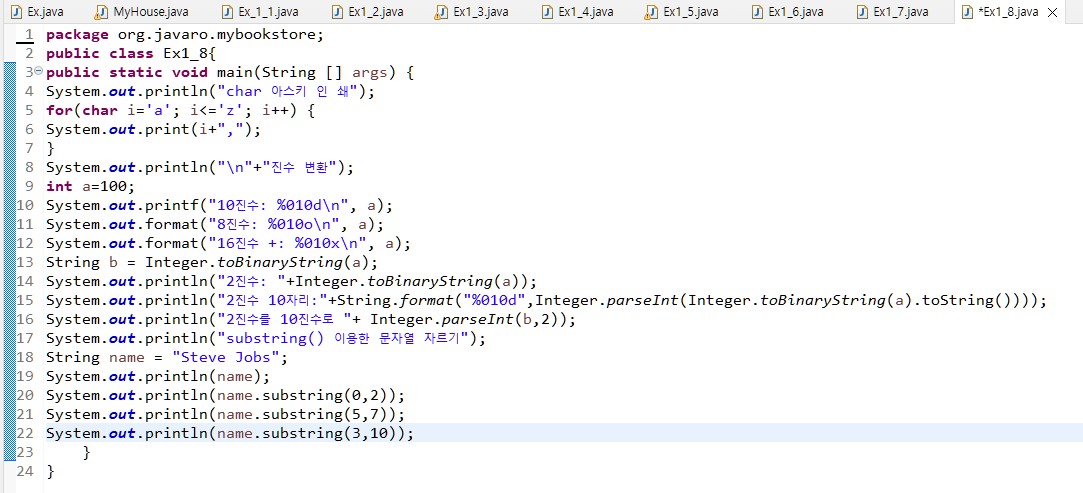 Ex.java MyHouse.java Ex_1_1.java Ex1_2.java Ex1_3.java Ex1_4.java Ex1_5.java Ex1_6.java Ex1_7.java *Ex1_8.java
1 package org.javaro.mybookstore;
2 public class Ex1_8{
3 public static void main(String [] args) {
4 System.out.println("char 아스키 인 쇄");
5 for(char i='a'; i<='z'; i++) {
6 System.out.print(i+",");
7 }
8 System.out.println("\n"+"진수 변환");
9 int a=100;
10 System.out.printf("10진수: %010d\n", a);
11 System.out.format("8진수: %010o\n", a);
12 System.out.format("16진수 +: %010x\n", a);
13 String b = Integer.toBinaryString(a);
14 System.out.println("2진수: "+Integer.toBinaryString(a));
15 System.out.println("2진수 10자리:"+String.format("%010d",Integer.parseInt(Integer.toBinaryString(a).toString())));
16 System.out.println("2진수를 10진수로 "+ Integer.parseInt(b,2));
17 System.out.println("substring() 이용한 문자열 자르기");
18 String name = "Steve Jobs";
19 System.out.println(name);
20 System.out.println(name.substring(0,2));
21 System.out.println(name.substring(5,7));
22 System.out.println(name.substring(3,10));
23 }
24 }